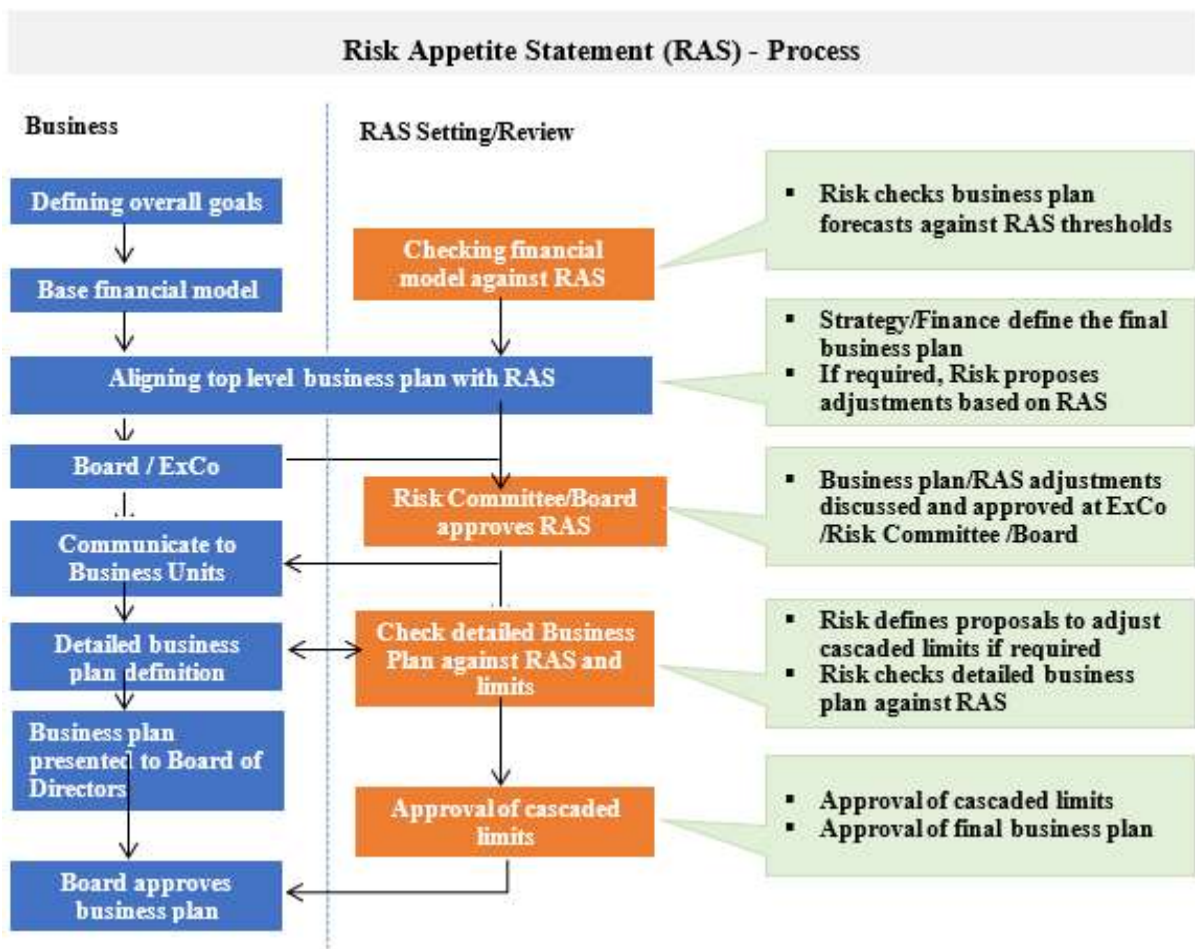 Risk Appetite Statement (RAS) - Process
Business
RAS Setting/Review
Defining overall goals
Base financial model
Checking financial
model against RAS
Aligning top level business plan with RAS
Board / ExCo
Risk Committee/Board
approves RAS
Communicate to
Business Units
Detailed business
plan definition
Check detailed Business
Plan against RAS and
limits
Business plan
presented to Board of
Directors
Approval of cascaded
limits
Board approves
business plan
▪ Risk checks business plan
forecasts against RAS thresholds
▪ Strategy/Finance define the final
business plan
▪ If required, Risk proposes
adjustments based on RAS
▪ Business plan/RAS adjustments
discussed and approved at ExCo
/Risk Committee /Board
▪ Risk defines proposals to adjust
cascaded limits if required
▪ Risk checks detailed business
plan against RAS
▪ Approval of cascaded limits
▪ Approval of final business plan